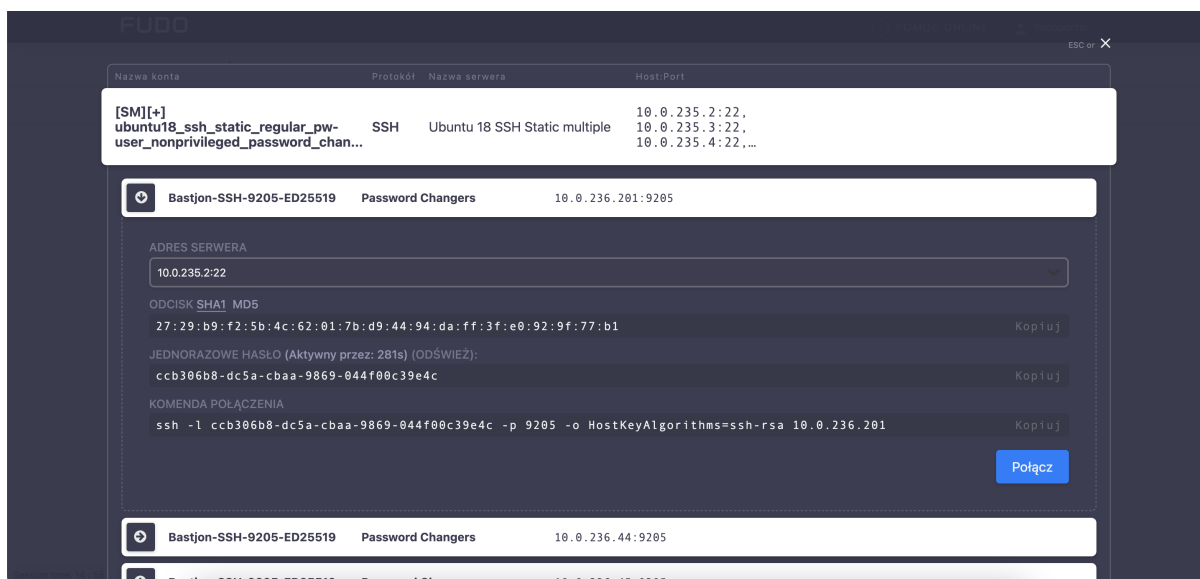 FUDO
ESC or
Nazwa konta Protokół Nazwa serwera Host:Port
[SM][+]
ubuntu18_ssh_static_regular_pw-
user_nonprivileged_password_chan...
SSH Ubuntu 18 SSH Static multiple
10.0.235.2:22,
10.0.235.3:22,
10.0.235.4:22,…
Bastjon-SSH-9205-ED25519 Password Changers 10.0.236.201:9205
ADRES SERWERA
10.0.235.2:22
ODCISK SHA1 MD5
27:29:b9:f2:5b:4c:62:01:7b:d9:44:94:da:ff:3f:e0:92:9f:77:b1 Kopiuj
JEDNORAZOWE HASŁO (Aktywny przez: 281s) (ODŚWIEŻ):
ccb306b8-dc5a-cbaa-9869-044f00c39e4c Kopiuj
KOMENDA POŁĄCZENIA
ssh -l ccb306b8-dc5a-cbaa-9869-044f00c39e4c -p 9205 -o HostKeyAlgorithms=ssh-rsa 10.0.236.201 Kopiuj
Połącz
Bastjon-SSH-9205-ED25519 Password Changers 10.0.236.44:9205